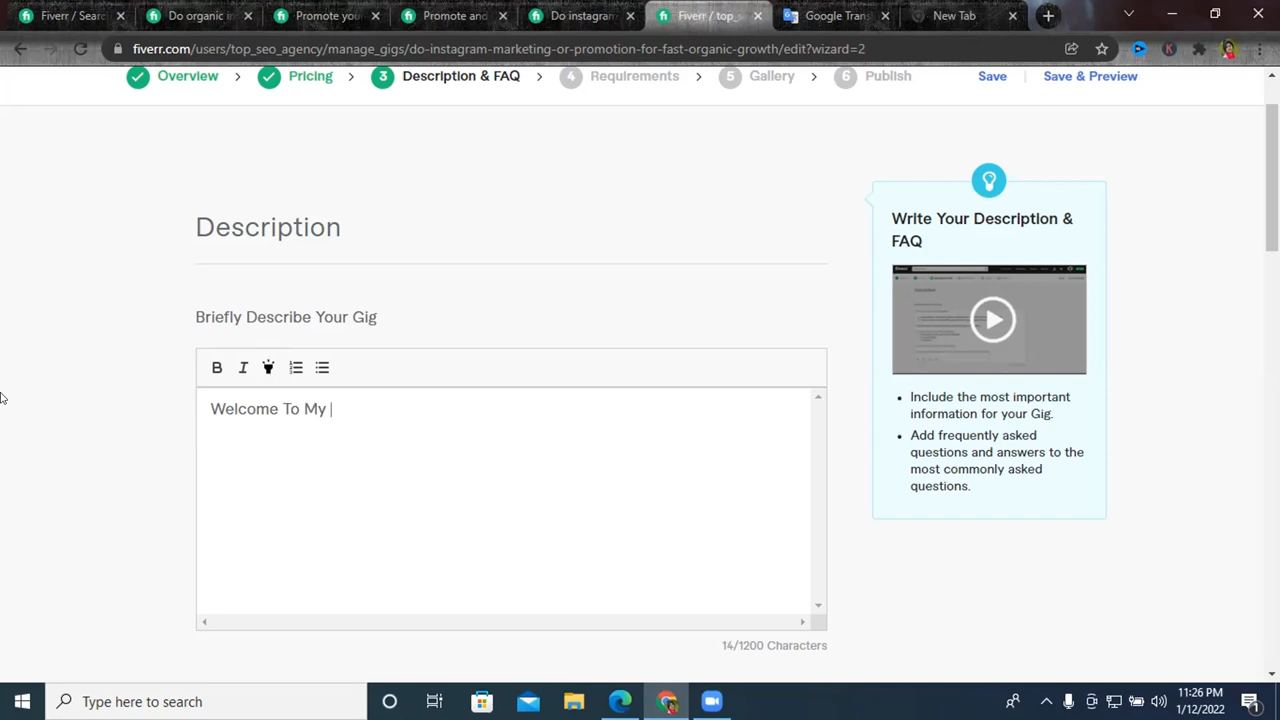 Fiverr / Sear
Do organic i
Promote you
Promote and
Do instagram
Fiverr / top_s
Google Trans
New Tab
fiverr.com/users/top_seo_agency/manage_gigs/do-instagram-marketing-or-promotion-for-fast-organic-growth/edit?wizard=2
Overview
Pricing
3 Description & FAQ
4 Requirements
5 Gallery
6 Publish
Save
Save & Preview
Description
Write Your Description &
FAQ
Briefly Describe Your Gig
B I
Welcome To My
Include the most important
information for your Gig.
Add frequently asked
questions and answers to the
most commonly asked
questions.
14/1200 Characters
Type here to search
11:26 PM
1/12/2022
1